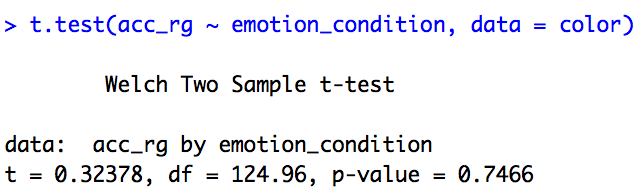 > t.test(acc_rg ~ emotion_condition, data = color)
Welch Two Sample t-test
data:  acc_rg by emotion_condition
t = 0.32378, df = 124.96, p-value = 0.7466